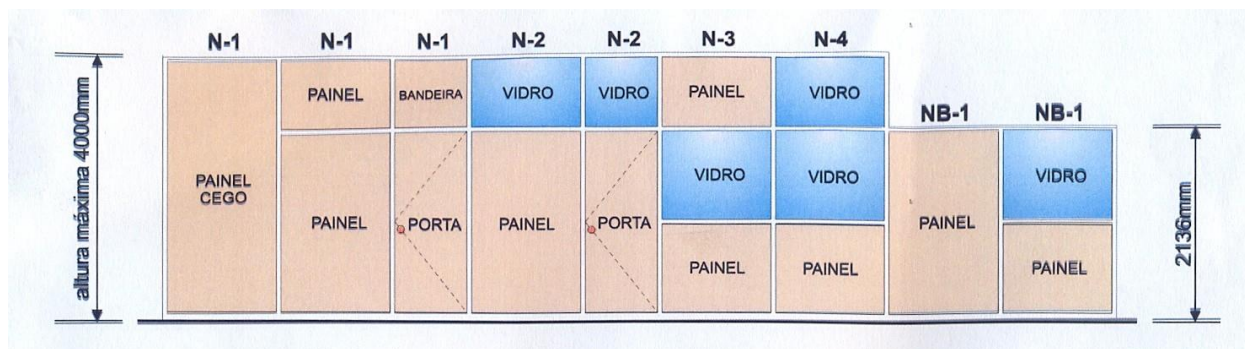 N-1 N-1 N-1 N-2 N-2 N-3 N-4
NB-1 NB-1
altura máxima 4000mm
PAINEL BANDEIRA VIDRO VIDRO PAINEL VIDRO
PAINEL
CEGO
VIDRO VIDRO VIDRO
PAINEL PORTA PAINEL PORTA PAINEL
PAINEL PAINEL PAINEL
2136mm